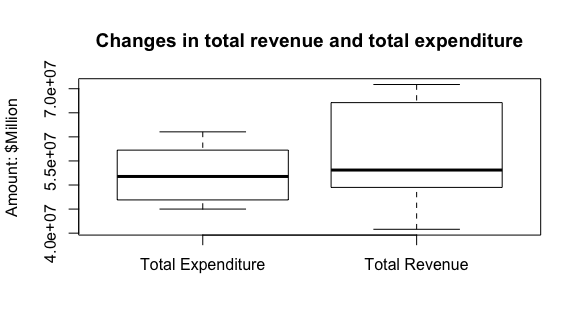 Changes in total revenue and total expenditure
Amount: $Million
7.0e+07
5.5e+07
4.0e+07
Total Expenditure
Total Revenue